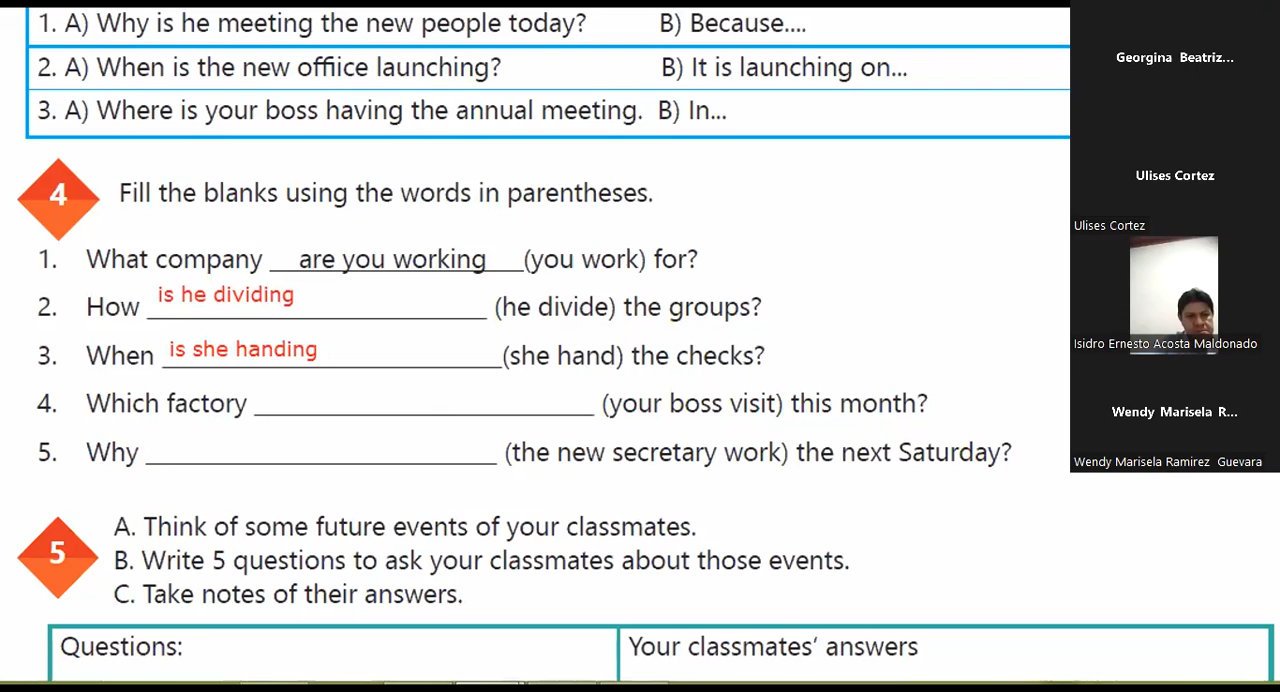 1. A) Why is he meeting the new people today? B) Because....
2. A) When is the new office launching? B) It is launching on...
3. A) Where is your boss having the annual meeting. B) In...
4 Fill the blanks using the words in parentheses.
1. What company __are you working__(you work) for?
2. How is he dividing (he divide) the groups?
3. When is she handing (she hand) the checks?
4. Which factory ______ (your boss visit) this month?
5. Why ______ (the new secretary work) the next Saturday?
5 A. Think of some future events of your classmates.
B. Write 5 questions to ask your classmates about those events.
C. Take notes of their answers.
Questions: Your classmates’ answers
Georgina Beatriz...
Ulises Cortez
Ulises Cortez
Isidro Ernesto Acosta Maldonado
Wendy Marisela R...
Wendy Marisela Ramirez Guevara